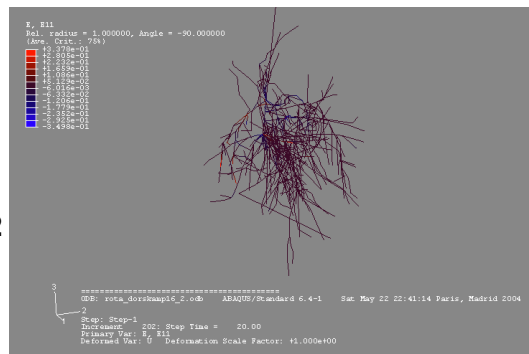 E, E11
Rel. radius = 1.000000, Angle = -90.000000
(Ave. Crit.: 75%)
+3.378e-01
+2.805e-01
+2.232e-01
+1.659e-01
+1.086e-01
+5.129e-02
-6.016e-03
-6.332e-02
-1.206e-01
-1.779e-01
-2.352e-01
-2.925e-01
-3.498e-01
2
3
2
1
ODB: rota_dorskamp16_2.odb ABAQUS/Standard 6.4-1 Sat May 22 22:41:14 Paris, Madrid 2004
Step: Step-1
Increment 202: Step Time = 20.00
Primary Var: E, E11
Deformed Var: U Deformation Scale Factor: +1.000e+00